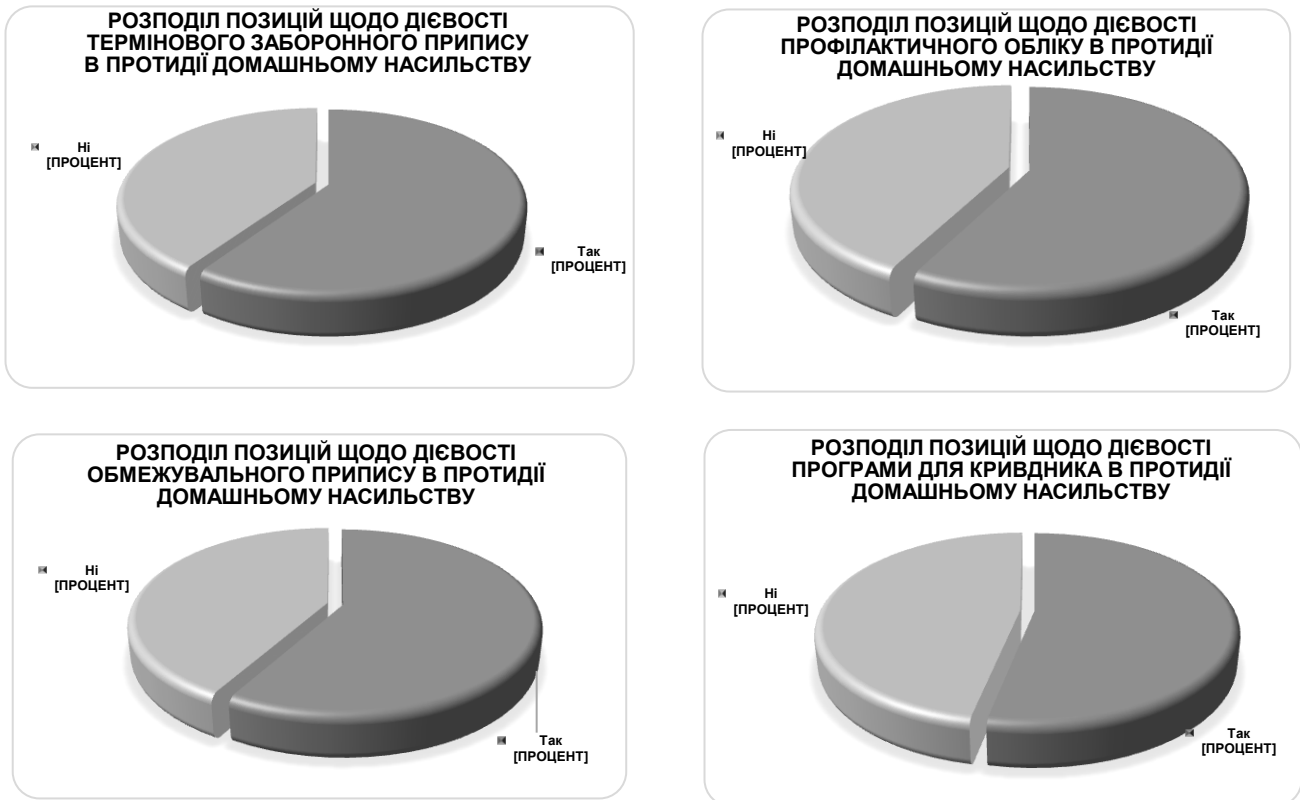 РОЗПОДІЛ ПОЗИЦІЙ ЩОДО ДІЄВОСТІ
ТЕРМІНОВОГО ЗАБОРОННОГО ПРИПИСУ
В ПРОТИДІЇ ДОМАШНЬОМУ НАСИЛЬСТВУ
Ні
[ПРОЦЕНТ]
Так
[ПРОЦЕНТ]
РОЗПОДІЛ ПОЗИЦІЙ ЩОДО ДІЄВОСТІ
ПРОФІЛАКТИЧНОГО ОБЛІКУ В ПРОТИДІЇ
ДОМАШНЬОМУ НАСИЛЬСТВУ
Ні
[ПРОЦЕНТ]
Так
[ПРОЦЕНТ]
РОЗПОДІЛ ПОЗИЦІЙ ЩОДО ДІЄВОСТІ
ОБМЕЖУВАЛЬНОГО ПРИПИСУ В ПРОТИДІЇ
ДОМАШНЬОМУ НАСИЛЬСТВУ
Ні
[ПРОЦЕНТ]
Так
[ПРОЦЕНТ]
РОЗПОДІЛ ПОЗИЦІЙ ЩОДО ДІЄВОСТІ
ПРОГРАМИ ДЛЯ КРИВДНИКА В ПРОТИДІЇ
ДОМАШНЬОМУ НАСИЛЬСТВУ
Ні
[ПРОЦЕНТ]
Так
[ПРОЦЕНТ]